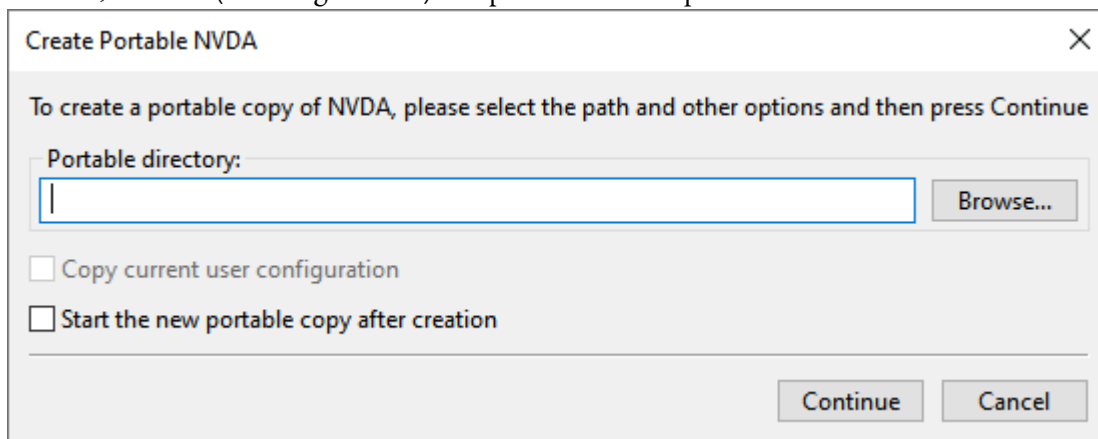 Create Portable NVDA
To create a portable copy of NVDA, please select the path and other options and then press Continue
Portable directory:
Browse...
Copy current user configuration
Start the new portable copy after creation
Continue
Cancel